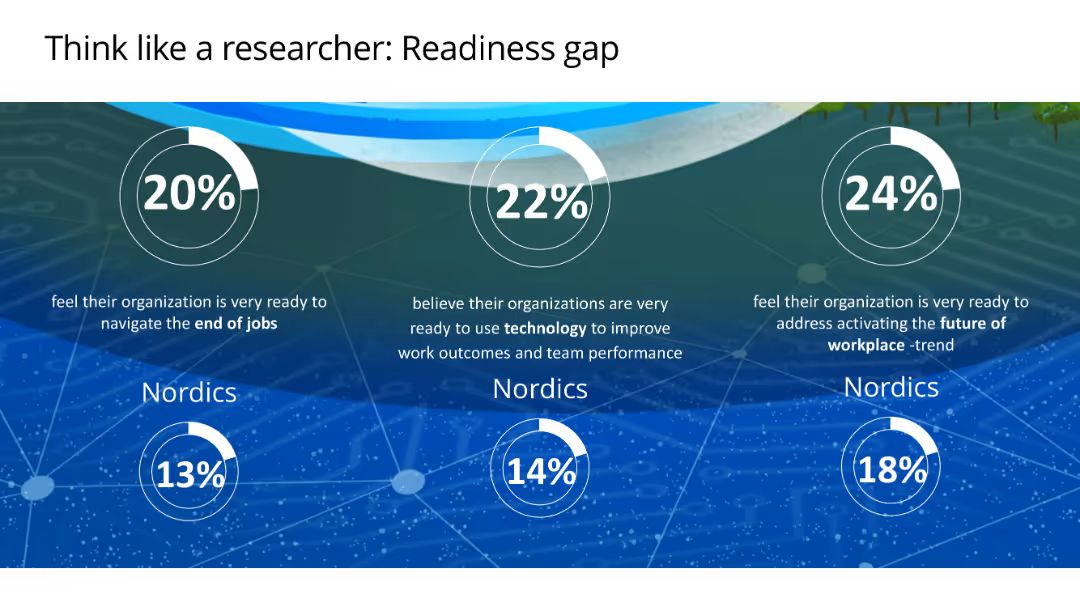 Think like a researcher: Readiness gap
20%
feel their organization is very ready to
navigate the end of jobs
Nordics
13%
22%
believe their organizations are very
ready to use technology to improve
work outcomes and team performance
Nordics
14%
24%
feel their organization is very ready to
address activating the future of
workplace -trend
Nordics
18%